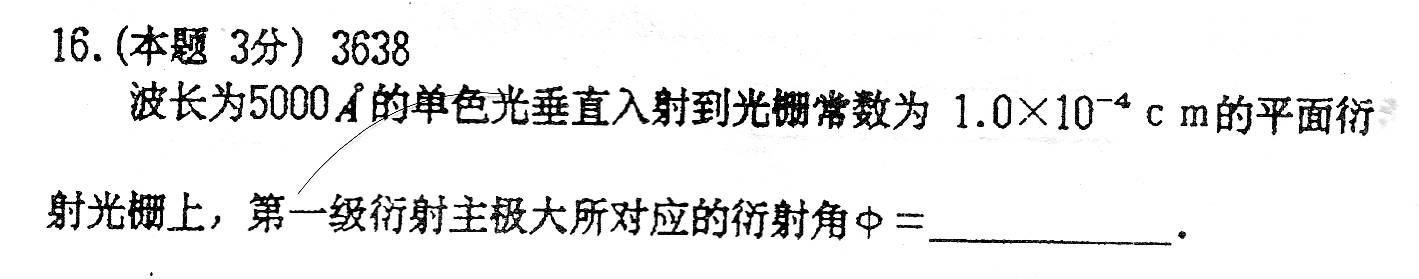 16.(本题 3分) 3638
波长为5000Å的单色光垂直入射到光栅常数为 1.0×10⁻⁴ cm的平面衍
射光栅上，第一级衍射主极大所对应的衍射角φ＝__________.